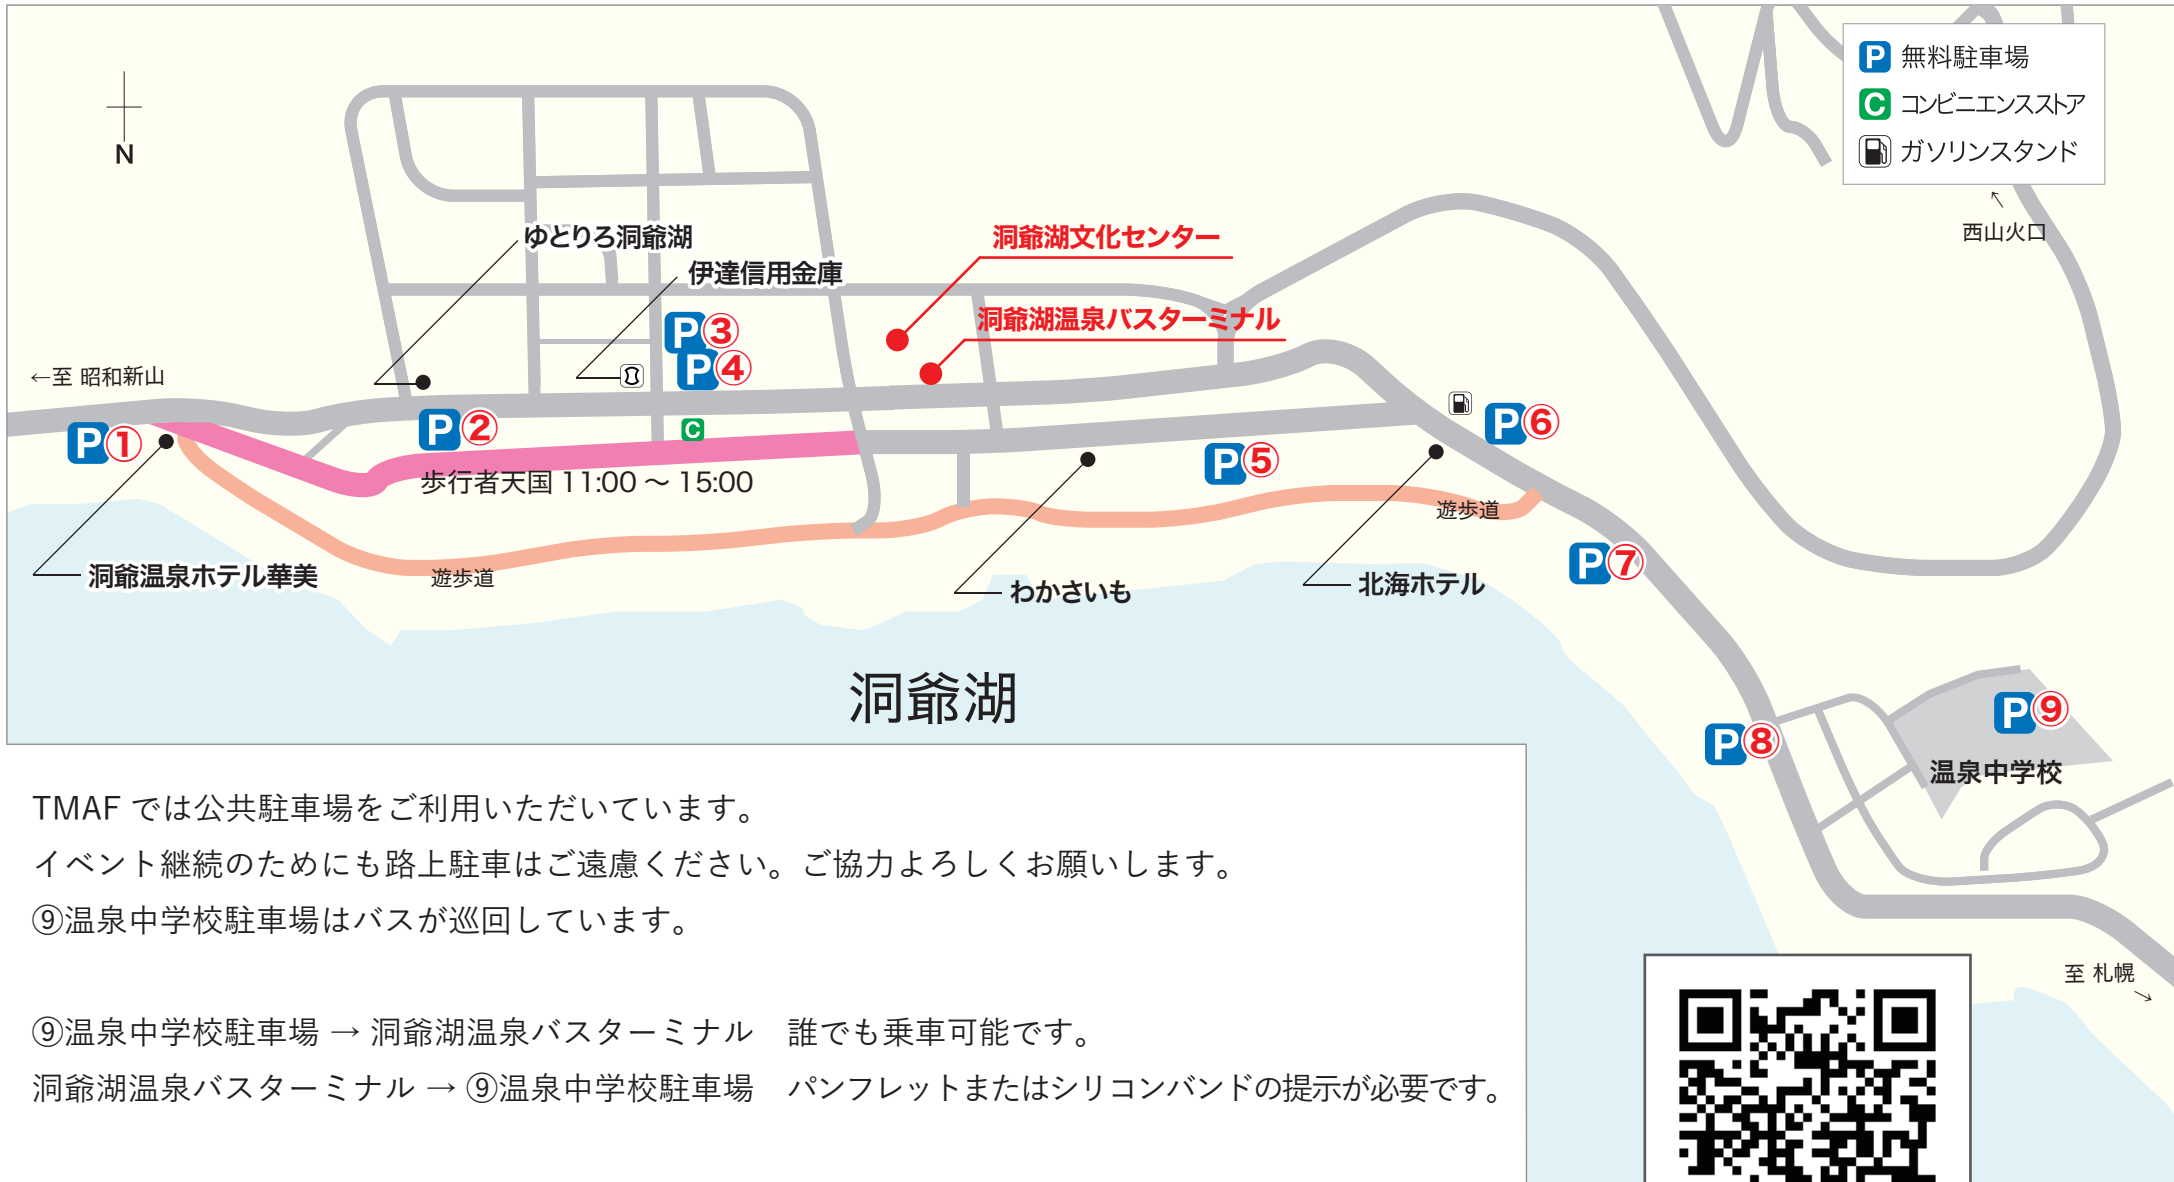 P 無料駐車場
C コンビニエンスストア
ガソリンスタンド
N
西山火口
ゆとりろ洞爺湖
洞爺湖文化センター
伊達信用金庫
洞爺湖温泉バスターミナル
P③
P④
←至 昭和新山
P①
P②
C
P⑥
P⑤
歩行者天国 11:00 ～ 15:00
遊歩道
P⑦
洞爺温泉ホテル華美
遊歩道
わかさいも
北海ホテル
洞爺湖
P⑨
P⑧
温泉中学校
至 札幌
→
TMAF では公共駐車場をご利用いただいています。
イベント継続のためにも路上駐車はご遠慮ください。ご協力よろしくお願いします。
⑨温泉中学校駐車場はバスが巡回しています。
⑨温泉中学校駐車場 → 洞爺湖温泉バスターミナル　誰でも乗車可能です。
洞爺湖温泉バスターミナル → ⑨温泉中学校駐車場　パンフレットまたはシリコンバンドの提示が必要です。